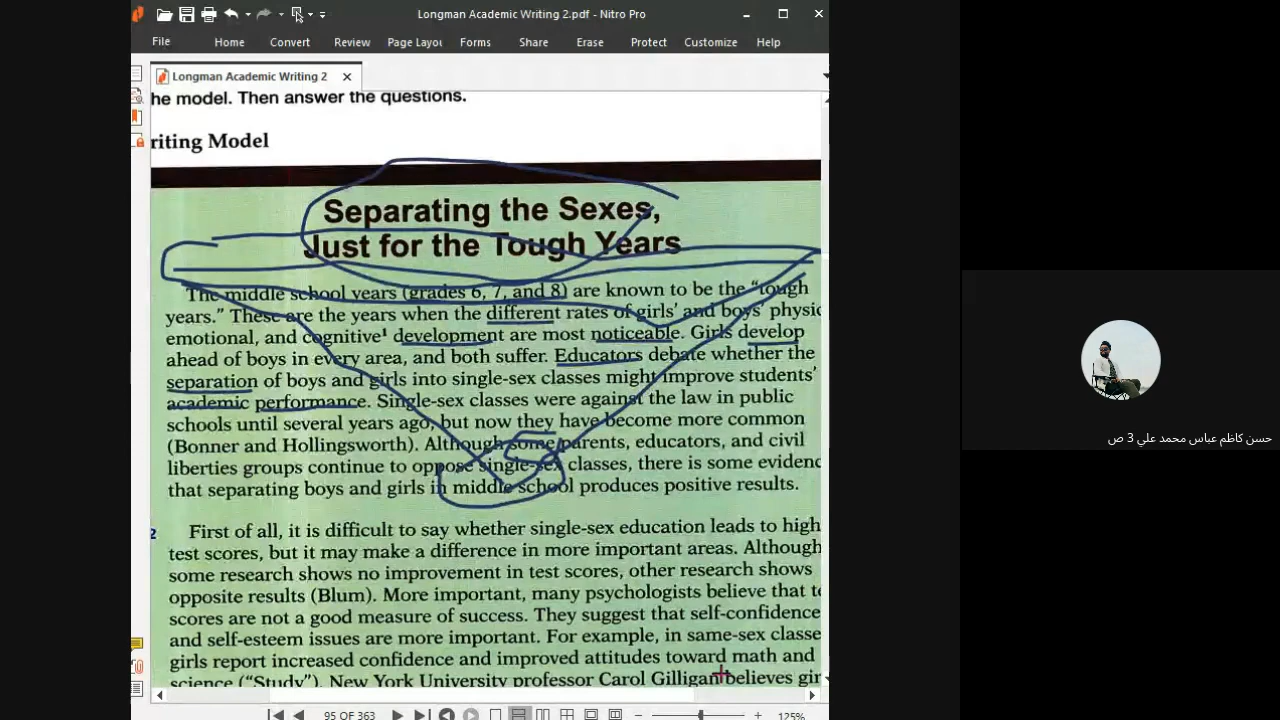 Longman Academic Writing 2.pdf - Nitro Pro
File Home Convert Review Page Layou Forms Share Erase Protect Customize Help
Longman Academic Writing 2
he model. Then answer the questions.
riting Model
Separating the Sexes,
Just for the Tough Years
The middle school years (grades 6, 7, and 8) are known to be the “tough
years.” These are the years when the different rates of girls’ and boys’ physic
emotional, and cognitive¹ development are most noticeable. Girls develop
ahead of boys in every area, and both suffer. Educators debate whether the
separation of boys and girls into single-sex classes might improve students’
academic performance. Single-sex classes were against the law in public
schools until several years ago, but now they have become more common
(Bonner and Hollingsworth). Although some parents, educators, and civil
liberties groups continue to oppose single-sex classes, there is some evidenc
that separating boys and girls in middle school produces positive results.
2 First of all, it is difficult to say whether single-sex education leads to high
test scores, but it may make a difference in more important areas. Although
some research shows no improvement in test scores, other research shows
opposite results (Blum). More important, many psychologists believe that te
scores are not a good measure of success. They suggest that self-confidence
and self-esteem issues are more important. For example, in same-sex classe
girls report increased confidence and improved attitudes toward math and
science (“Study”). New York University professor Carol Gilligan believes gir
95 OF 363
125%
حسن كاظم عباس محمد علي 3 ص